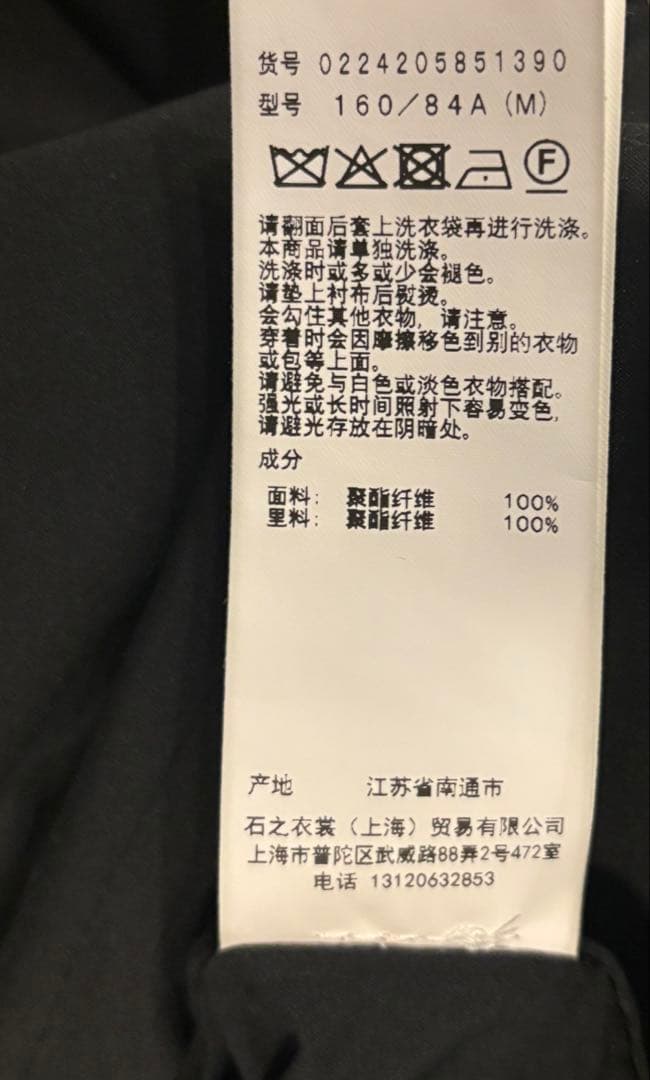 货号 0224205851390
型号 160/84A (M)
F
请翻面后套上洗衣袋再进行洗涤。
本商品请单独洗涤。
洗涤时或多或少会褪色。
请垫上衬布后熨烫。
会勾住其他衣物，请注意。
穿着时会因摩擦移色到别的衣物
或包等上面。
请避免与白色或淡色衣物搭配。
强光或长时间照射下容易变色，
请避光存放在阴暗处。
成分
面料： 聚酯纤维 100%
里料： 聚酯纤维 100%
产地 江苏省南通市
石之衣裳（上海）贸易有限公司
上海市普陀区武威路88弄2号472室
电话 13120632853